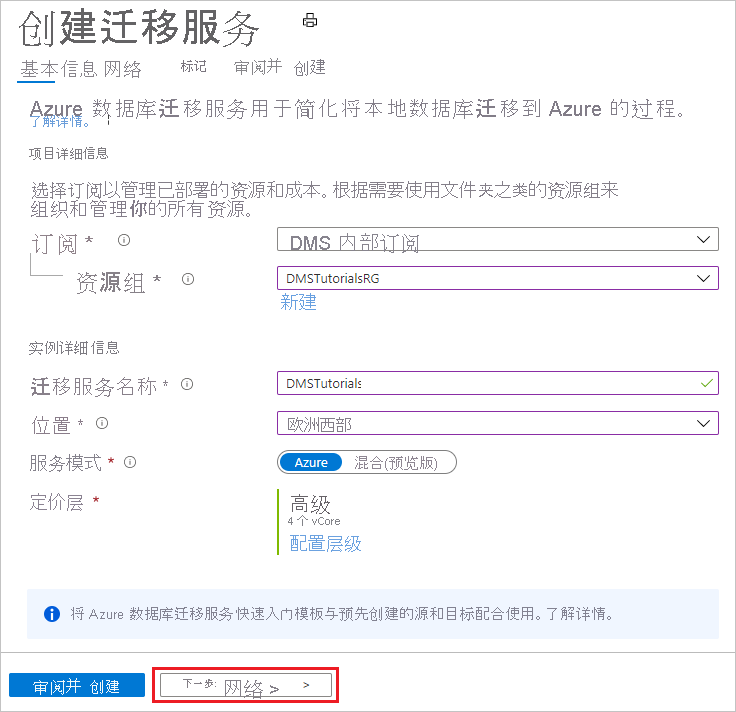 创建迁移服务
基本信息 网络 标记 审阅并 创建
Azure 数据库迁移服务用于简化将本地数据库迁移到 Azure 的过程。
了解详情。
项目详细信息
选择订阅以管理已部署的资源和成本。根据需要使用文件夹之类的资源组来
组织和管理你的所有资源。
订阅 *
DMS 内部订阅
资源组 *
DMSTutorialsRG
新建
实例详细信息
迁移服务名称 *
DMSTutorials
位置 *
欧洲西部
服务模式 *
Azure 混合(预览版)
定价层 *
高级
4 个 vCore
配置层级
将 Azure 数据库迁移服务快速入门模板与预先创建的源和目标配合使用。了解详情。
审阅并 创建
下一步: 网络 > >